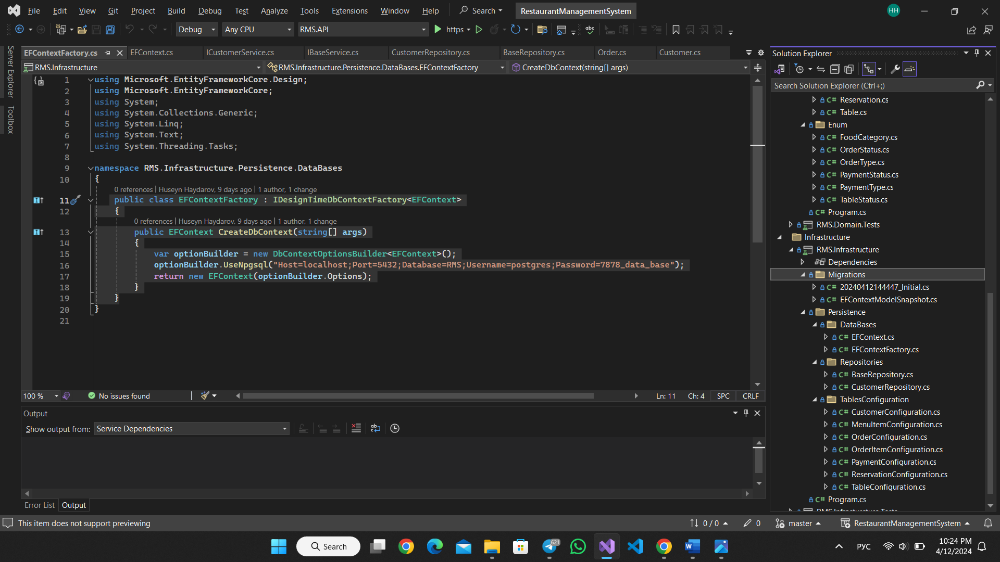 File Edit View Git Project Build Debug Test Analyze Tools Extensions Window Help Search RestaurantManagementSystem HH
Debug Any CPU RMS.API https
Server Explorer
Toolbox
EFContextFactory.cs EFContext.cs ICustomerService.cs IBaseService.cs CustomerRepository.cs BaseRepository.cs Order.cs Customer.cs
RMS.Infrastructure RMS.Infrastructure.Persistence.DataBases.EFContextFactory CreateDbContext(string[] args)
1 using Microsoft.EntityFrameworkCore.Design;
2 using Microsoft.EntityFrameworkCore;
3 using System;
4 using System.Collections.Generic;
5 using System.Linq;
6 using System.Text;
7 using System.Threading.Tasks;
8
9 namespace RMS.Infrastructure.Persistence.DataBases
10 {
0 references | Huseyn Haydarov, 9 days ago | 1 author, 1 change
11 public class EFContextFactory : IDesignTimeDbContextFactory<EFContext>
12 {
0 references | Huseyn Haydarov, 9 days ago | 1 author, 1 change
13 public EFContext CreateDbContext(string[] args)
14 {
15 var optionBuilder = new DbContextOptionsBuilder<EFContext>();
16 optionBuilder.UseNpgsql("Host=localhost;Port=5432;Database=RMS;Username=postgres;Password=7878_data_base");
17 return new EFContext(optionBuilder.Options);
18 }
19 }
20 }
21
100 % No issues found Ln: 11 Ch: 4 SPC CRLF
Output
Show output from: Service Dependencies
Error List Output
Solution Explorer
Search Solution Explorer (Ctrl+;)
C# Reservation.cs
C# Table.cs
Enum
C# FoodCategory.cs
C# OrderStatus.cs
C# OrderType.cs
C# PaymentStatus.cs
C# PaymentType.cs
C# TableStatus.cs
C# Program.cs
RMS.Domain.Tests
Infrastructure
RMS.Infrastructure
Dependencies
Migrations
C# 20240412144447_Initial.cs
C# EFContextModelSnapshot.cs
Persistence
DataBases
C# EFContext.cs
C# EFContextFactory.cs
Repositories
C# BaseRepository.cs
C# CustomerRepository.cs
TablesConfiguration
C# CustomerConfiguration.cs
C# MenuItemConfiguration.cs
C# OrderConfiguration.cs
C# OrderItemConfiguration.cs
C# PaymentConfiguration.cs
C# ReservationConfiguration.cs
C# TableConfiguration.cs
C# Program.cs
This item does not support previewing 0 / 0 0 master RestaurantManagementSystem
Search 621 РУС 10:24 PM
4/12/2024